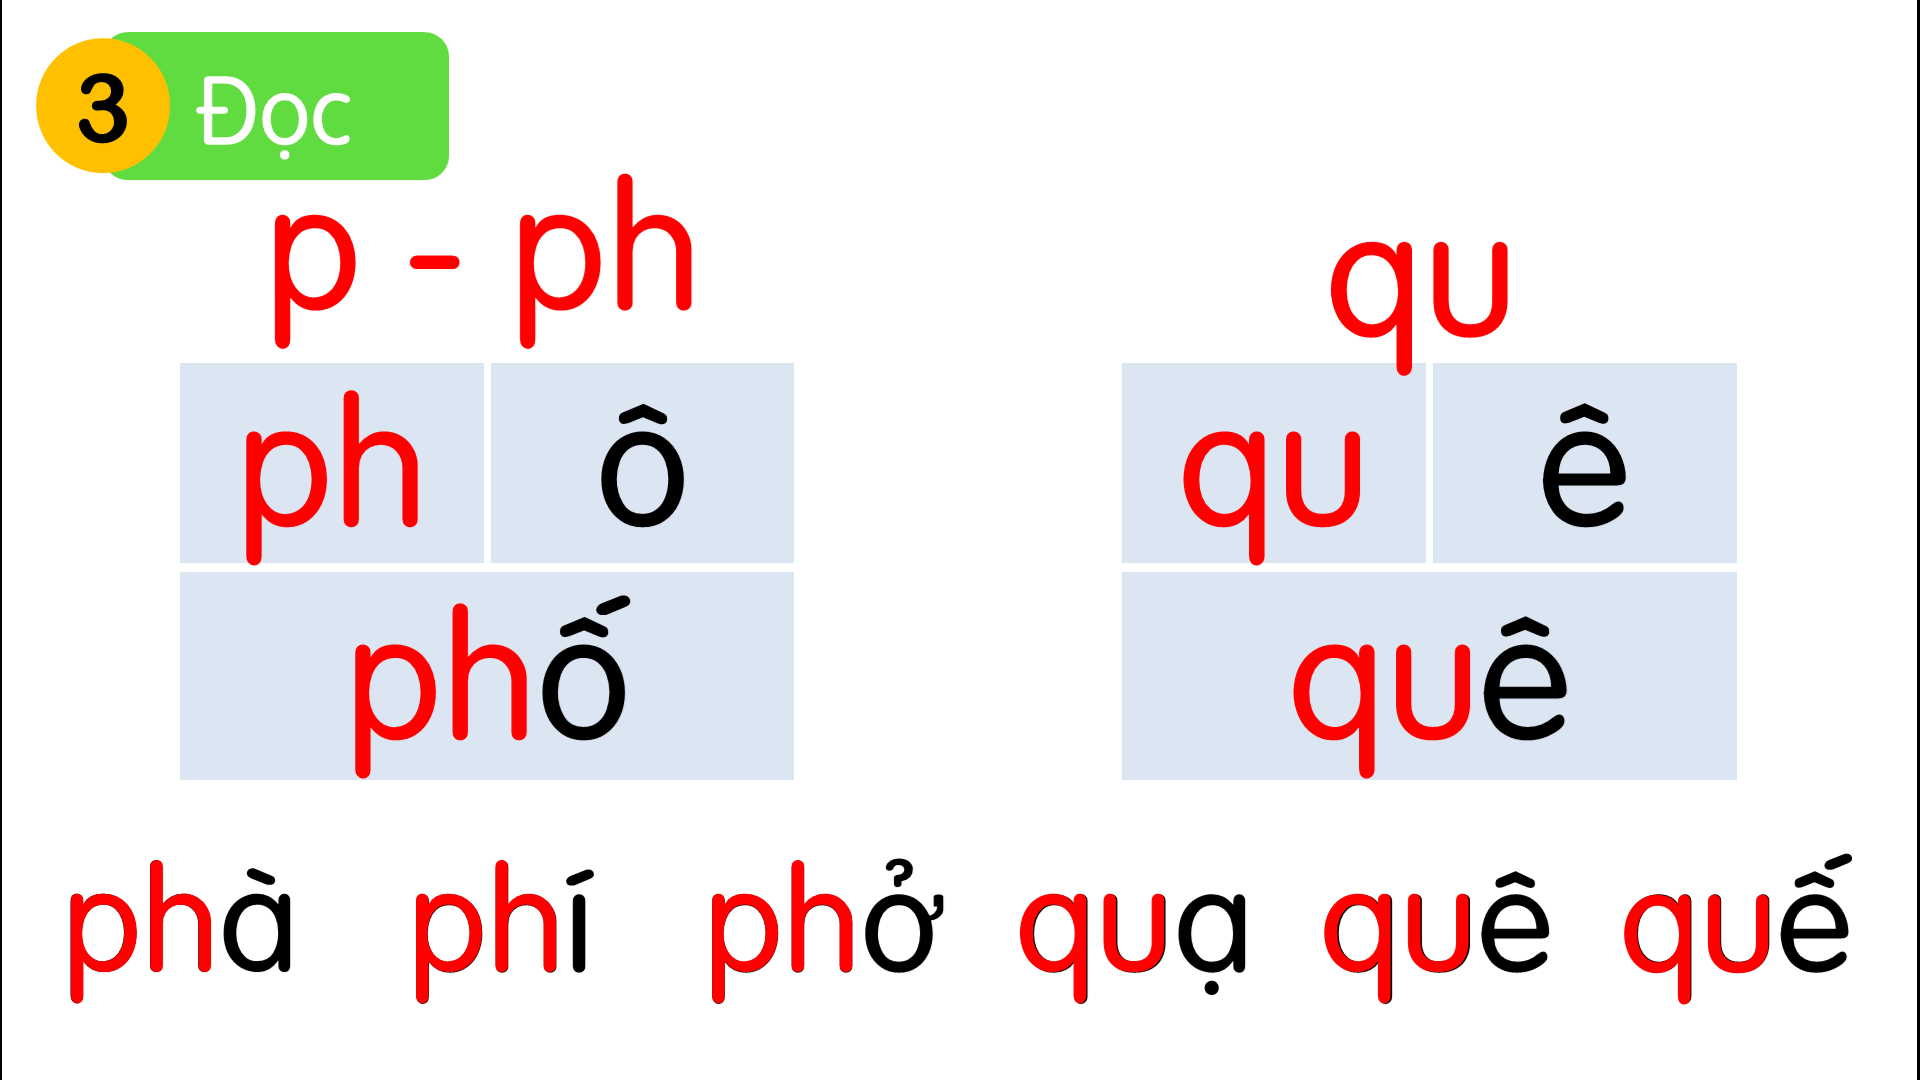 3 Đọc
p - ph
qu
ph ô
qu ê
phố
quê
phà phí phở quạ quê quế